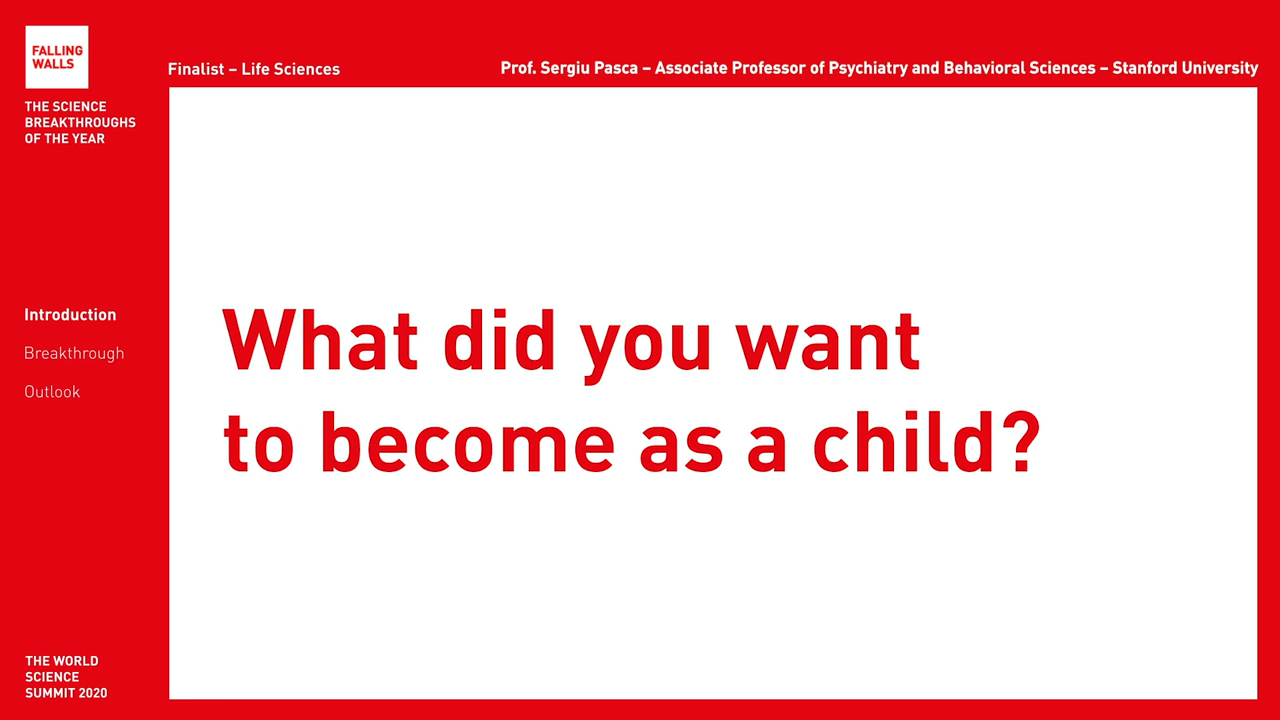 FALLING
WALLS
THE SCIENCE
BREAKTHROUGHS
OF THE YEAR
Finalist – Life Sciences
Prof. Sergiu Pasca – Associate Professor of Psychiatry and Behavioral Sciences – Stanford University
Introduction
Breakthrough
Outlook
What did you want
to become as a child?
THE WORLD
SCIENCE
SUMMIT 2020